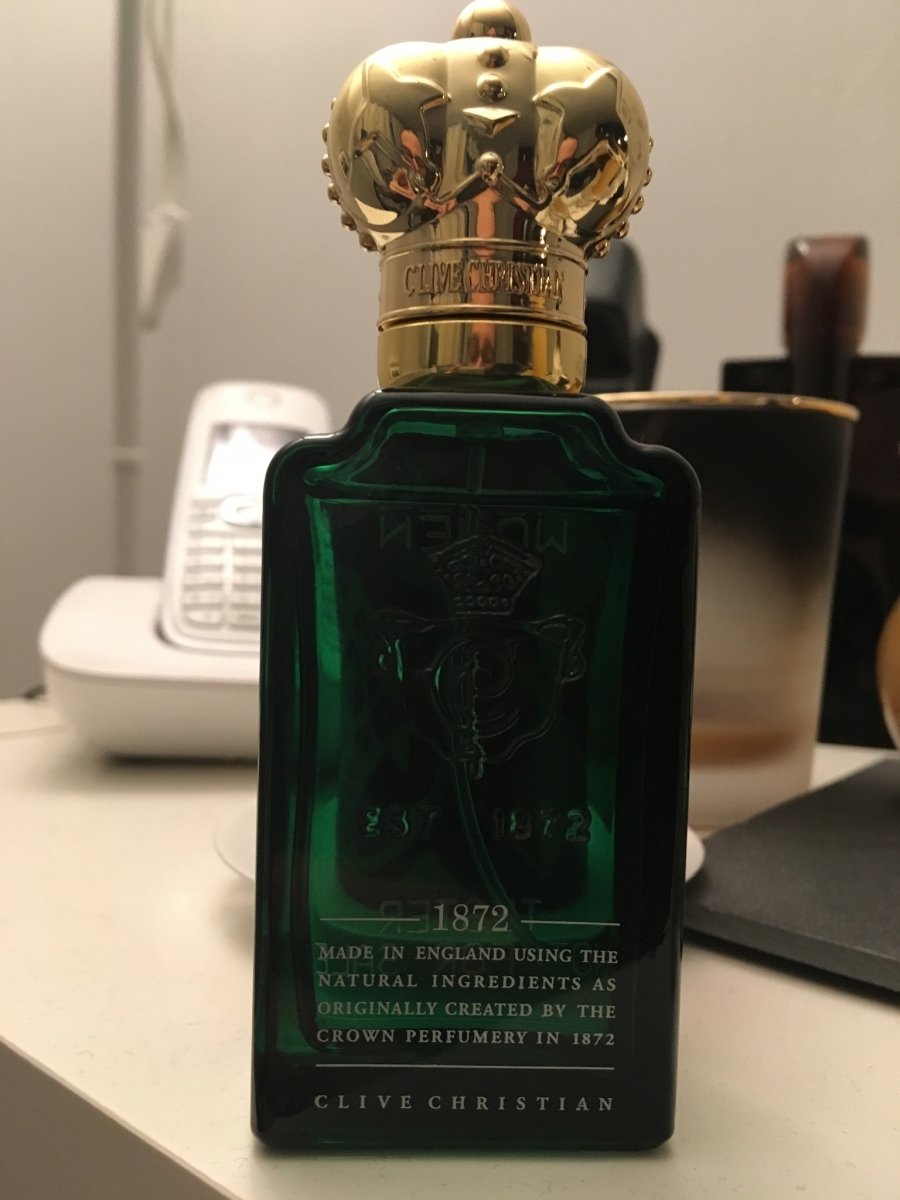 CLIVE CHRISTIAN
WOMEN
EST 1872
1872
MADE IN ENGLAND USING THE
NATURAL INGREDIENTS AS
ORIGINALLY CREATED BY THE
CROWN PERFUMERY IN 1872
CLIVE CHRISTIAN